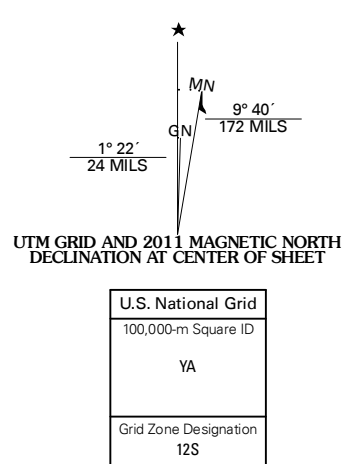 ★
MN
GN
9° 40´
172 MILS
1° 22´
24 MILS
UTM GRID AND 2011 MAGNETIC NORTH
DECLINATION AT CENTER OF SHEET
U.S. National Grid
100,000-m Square ID
YA
Grid Zone Designation
12S